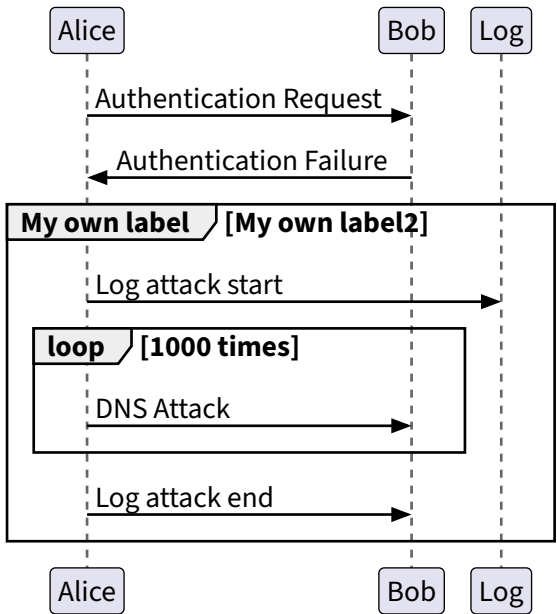 Alice Bob Log
Authentication Request
Authentication Failure
My own label [My own label2]
Log attack start
loop [1000 times]
DNS Attack
Log attack end
Alice Bob Log